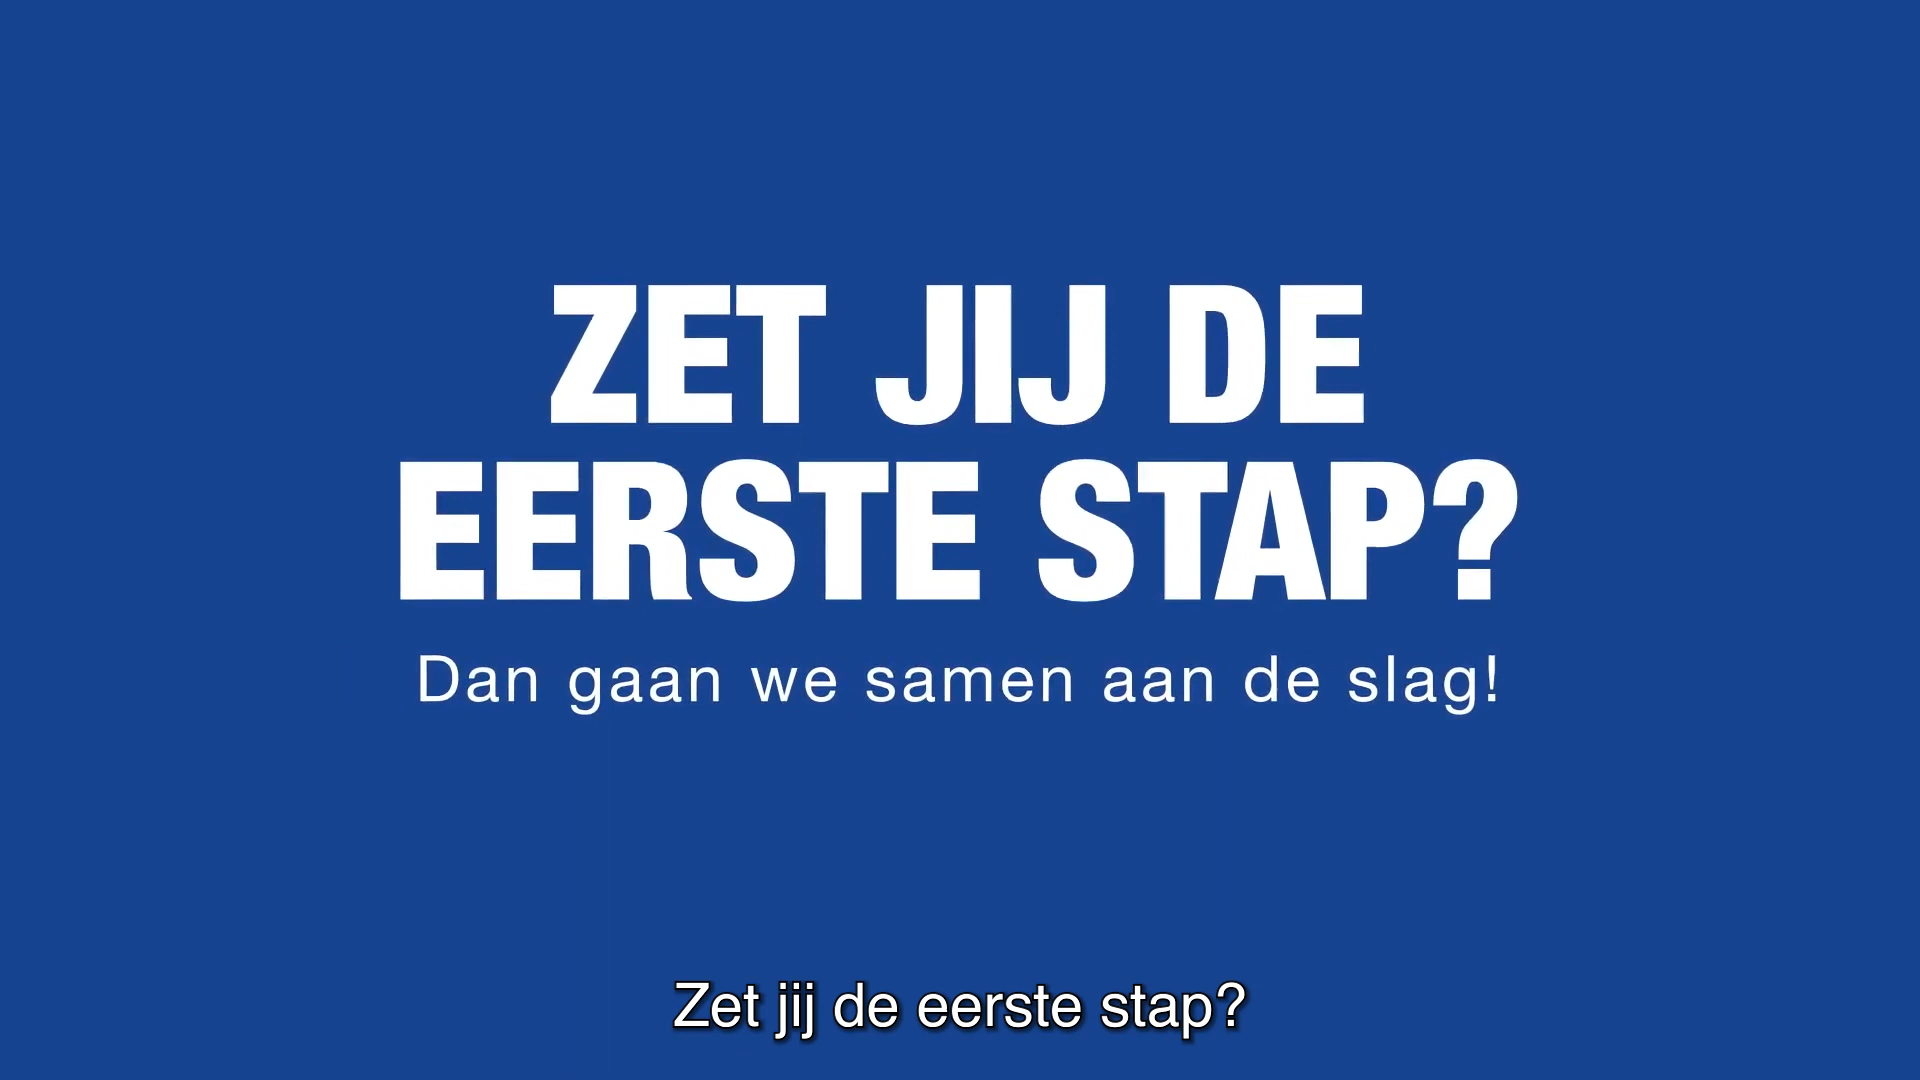 ZET JIJ DE
EERSTE STAP?
Dan gaan we samen aan de slag!
Zet jij de eerste stap?